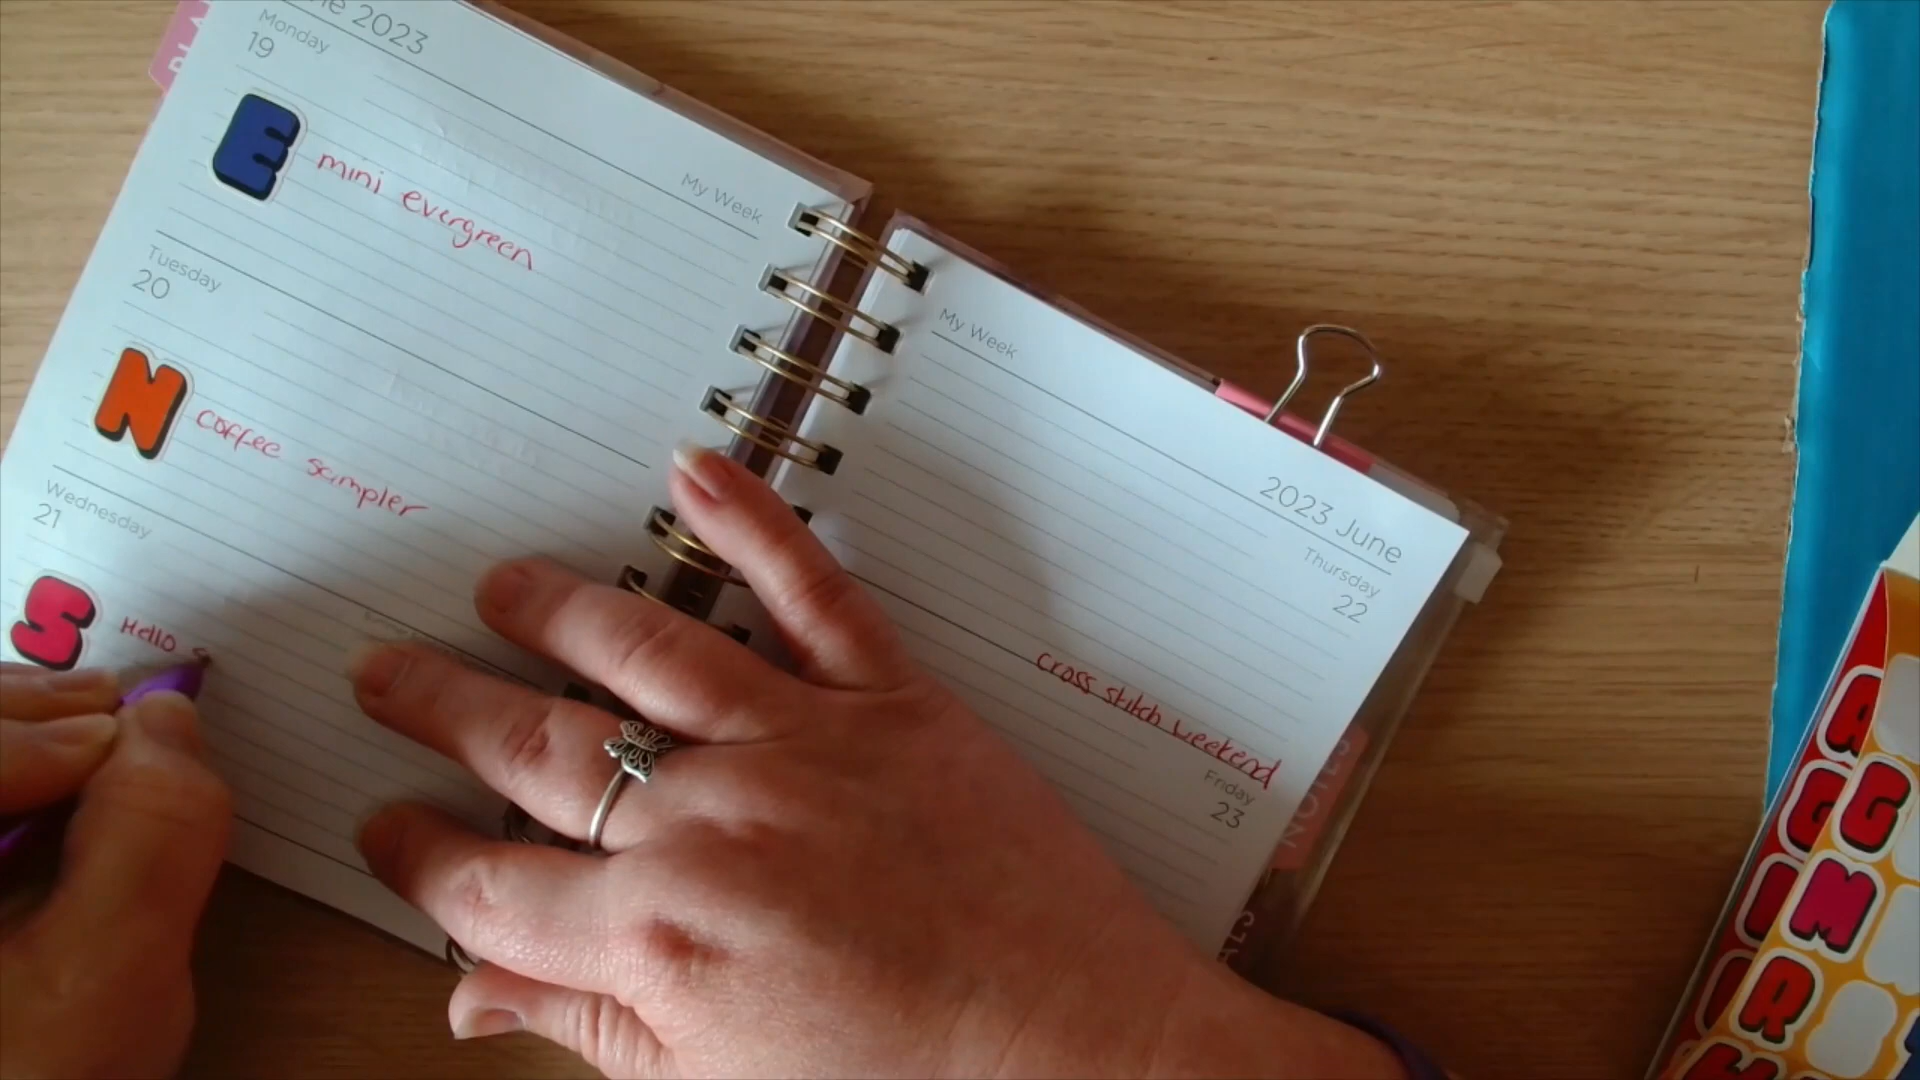 2023
Monday
19
My Week
E mini evergreen
Tuesday
20
N coffee sampler
Wednesday
21
S Hello
My Week
2023 June
Thursday
22
cross stitch weekend
Friday
23
NOTES
A
G
G
M
R